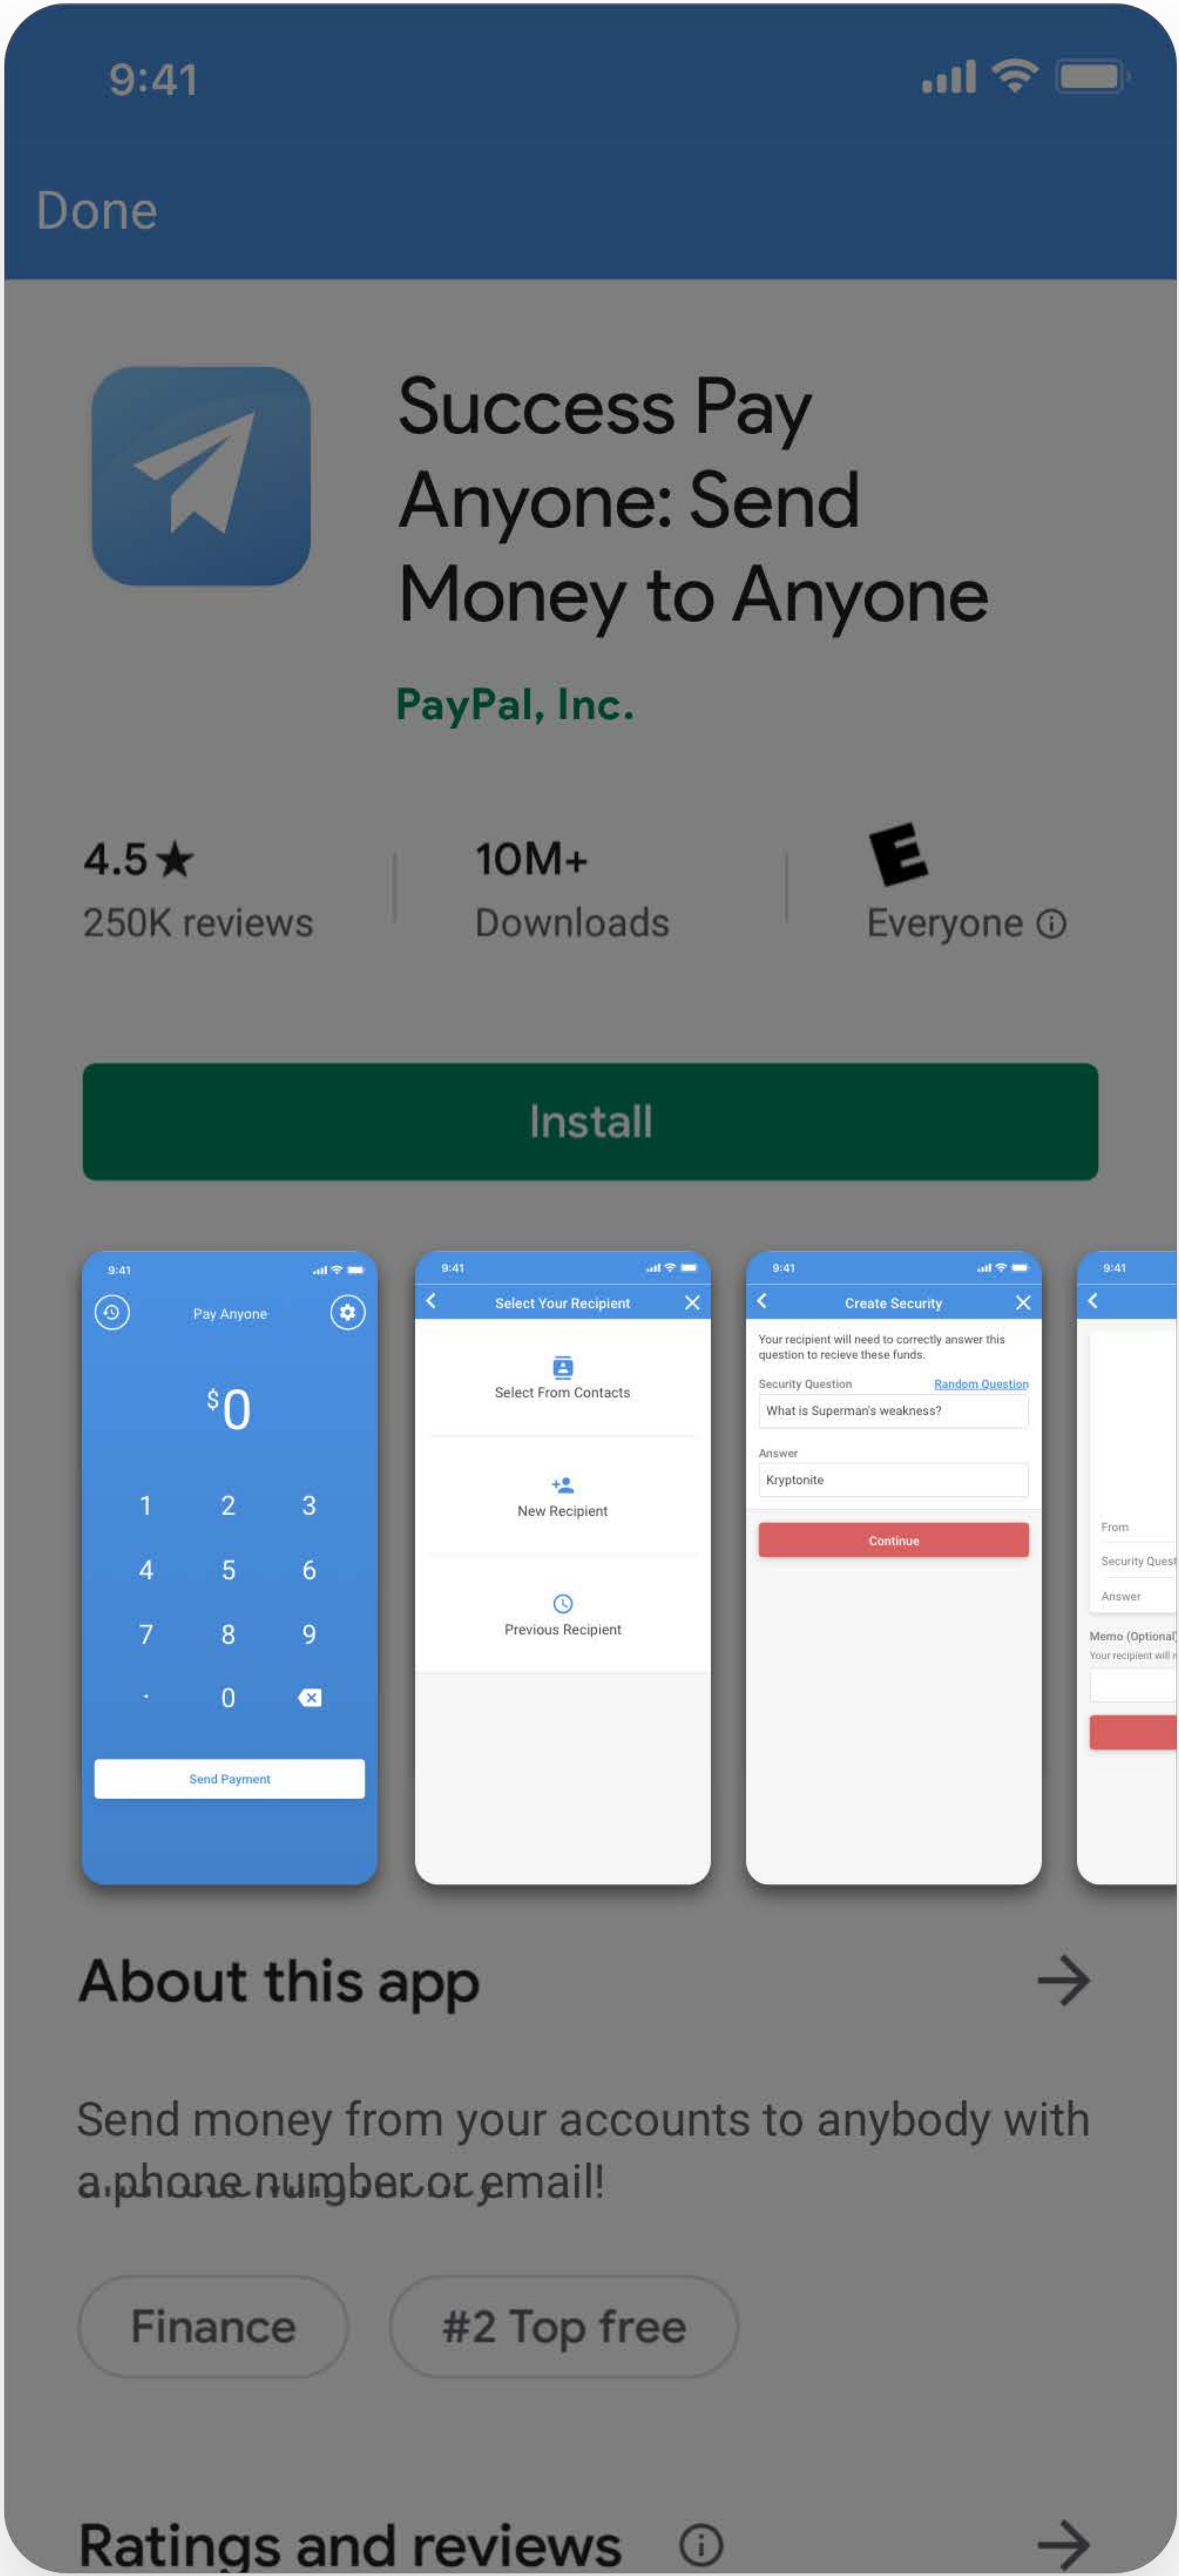 9:41
Done
Success Pay
Anyone: Send
Money to Anyone
PayPal, Inc.
4.5★
250K reviews
10M+
Downloads
E
Everyone
Install
9:41
Pay Anyone
$0
1 2 3
4 5 6
7 8 9
. 0
Send Payment
9:41
Select Your Recipient
Select From Contacts
New Recipient
Previous Recipient
9:41
Create Security
Your recipient will need to correctly answer this
question to recieve these funds.
Security Question Random Question
What is Superman's weakness?
Answer
Kryptonite
Continue
9:41
From
Security Quest
Answer
Memo (Optional)
Your recipient will
About this app
Send money from your accounts to anybody with
a phone number or email!
Finance
#2 Top free
Ratings and reviews